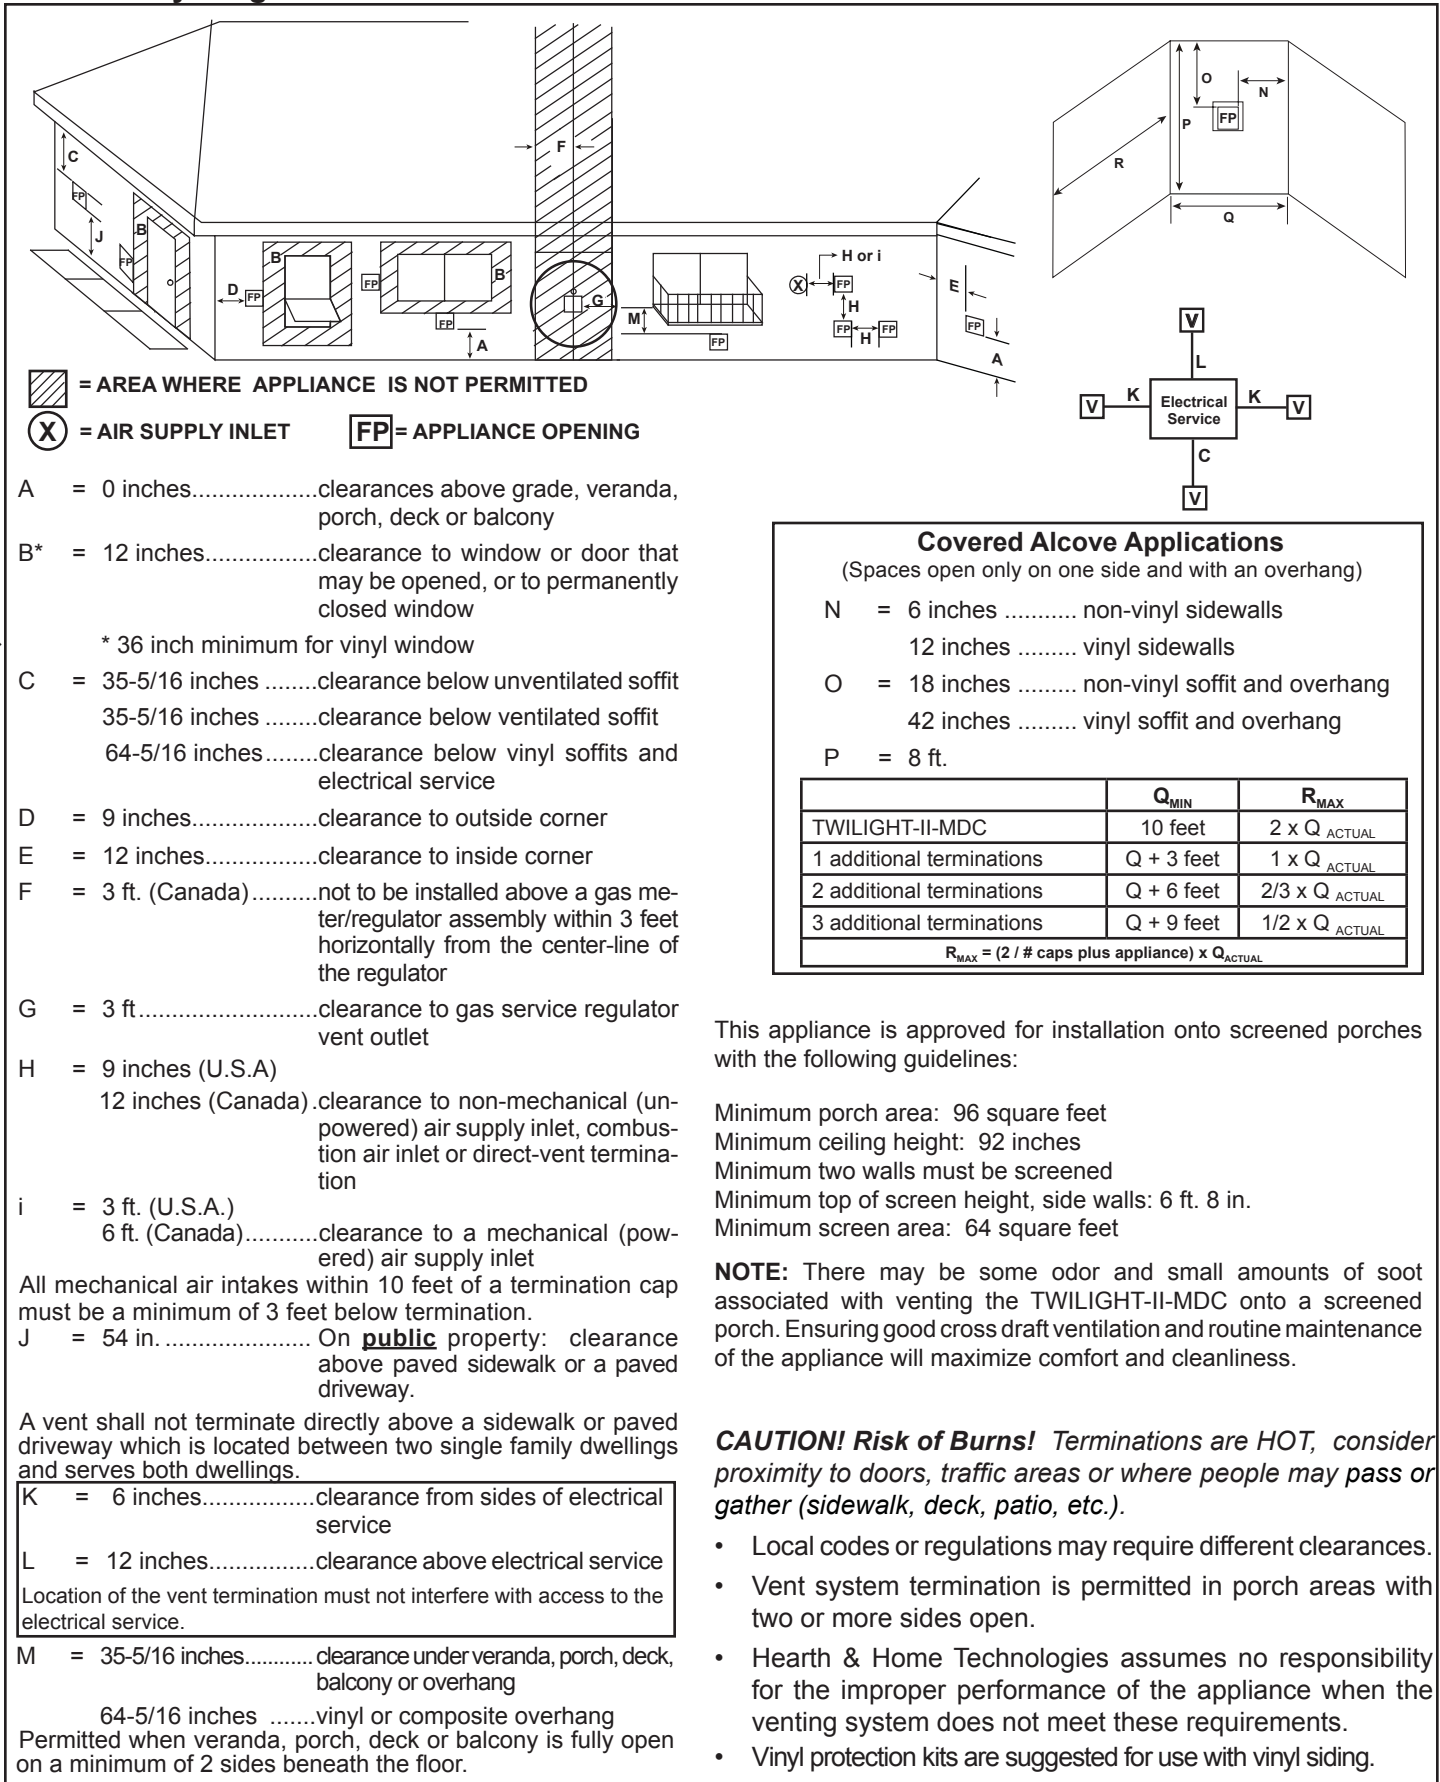 C
FP
J
FP
B
D
FP
B
FP
B
FP
A
F
G
M
FP
H or i
X
FP
H
FP
H
FP
E
FP
A
O
N
FP
P
R
Q
V
L
V
K
Electrical
Service
K
V
C
V
= AREA WHERE APPLIANCE IS NOT PERMITTED
X = AIR SUPPLY INLET
FP = APPLIANCE OPENING
A = 0 inches...................clearances above grade, veranda,
porch, deck or balcony
B* = 12 inches.................clearance to window or door that
may be opened, or to permanently
closed window
* 36 inch minimum for vinyl window
C = 35-5/16 inches ........clearance below unventilated soffit
35-5/16 inches ........clearance below ventilated soffit
64-5/16 inches........clearance below vinyl soffits and
electrical service
D = 9 inches...................clearance to outside corner
E = 12 inches.................clearance to inside corner
F = 3 ft. (Canada)..........not to be installed above a gas me-
ter/regulator assembly within 3 feet
horizontally from the center-line of
the regulator
G = 3 ft...........................clearance to gas service regulator
vent outlet
H = 9 inches (U.S.A)
12 inches (Canada).clearance to non-mechanical (un-
powered) air supply inlet, combus-
tion air inlet or direct-vent termina-
tion
i = 3 ft. (U.S.A.)
6 ft. (Canada)...........clearance to a mechanical (pow-
ered) air supply inlet
All mechanical air intakes within 10 feet of a termination cap
must be a minimum of 3 feet below termination.
J = 54 in. ...................... On public property: clearance
above paved sidewalk or a paved
driveway.
A vent shall not terminate directly above a sidewalk or paved
driveway which is located between two single family dwellings
and serves both dwellings.
K = 6 inches.................clearance from sides of electrical
service
L = 12 inches................clearance above electrical service
Location of the vent termination must not interfere with access to the
electrical service.
M = 35-5/16 inches............ clearance under veranda, porch, deck,
balcony or overhang
64-5/16 inches .......vinyl or composite overhang
Permitted when veranda, porch, deck or balcony is fully open
on a minimum of 2 sides beneath the floor.
Covered Alcove Applications
(Spaces open only on one side and with an overhang)
N = 6 inches ........... non-vinyl sidewalls
12 inches ......... vinyl sidewalls
O = 18 inches ......... non-vinyl soffit and overhang
42 inches ......... vinyl soffit and overhang
P = 8 ft.
QMIN RMAX
TWILIGHT-II-MDC 10 feet 2 x Q ACTUAL
1 additional terminations Q + 3 feet 1 x Q ACTUAL
2 additional terminations Q + 6 feet 2/3 x Q ACTUAL
3 additional terminations Q + 9 feet 1/2 x Q ACTUAL
RMAX = (2 / # caps plus appliance) x QACTUAL
This appliance is approved for installation onto screened porches
with the following guidelines:
Minimum porch area: 96 square feet
Minimum ceiling height: 92 inches
Minimum two walls must be screened
Minimum top of screen height, side walls: 6 ft. 8 in.
Minimum screen area: 64 square feet
NOTE: There may be some odor and small amounts of soot
associated with venting the TWILIGHT-II-MDC onto a screened
porch. Ensuring good cross draft ventilation and routine maintenance
of the appliance will maximize comfort and cleanliness.
CAUTION! Risk of Burns! Terminations are HOT, consider
proximity to doors, traffic areas or where people may pass or
gather (sidewalk, deck, patio, etc.).
• Local codes or regulations may require different clearances.
• Vent system termination is permitted in porch areas with
two or more sides open.
• Hearth & Home Technologies assumes no responsibility
for the improper performance of the appliance when the
venting system does not meet these requirements.
• Vinyl protection kits are suggested for use with vinyl siding.